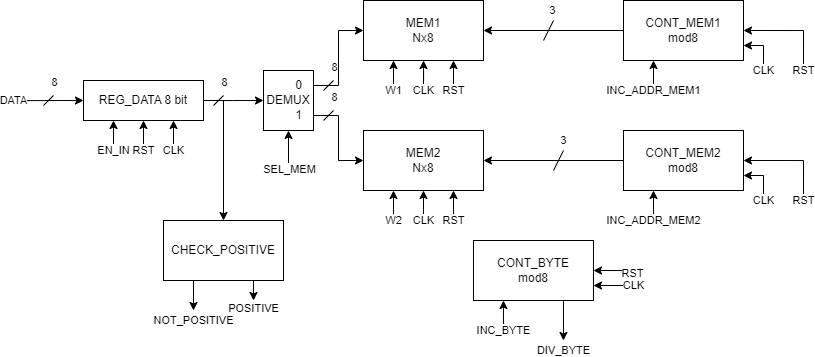 3
3
MEM1
Nx8
CONT_MEM1
mod8
8
8
8
DATA
REG_DATA 8 bit
0
DEMUX
1
8
W1
CLK
RST
INC_ADDR_MEM1
CLK
RST
EN_IN
RST
CLK
SEL_MEM
MEM2
Nx8
CONT_MEM2
mod8
W2
CLK
RST
INC_ADDR_MEM2
CLK
RST
CHECK_POSITIVE
NOT_POSITIVE
POSITIVE
CONT_BYTE
mod8
RST
CLK
INC_BYTE
DIV_BYTE